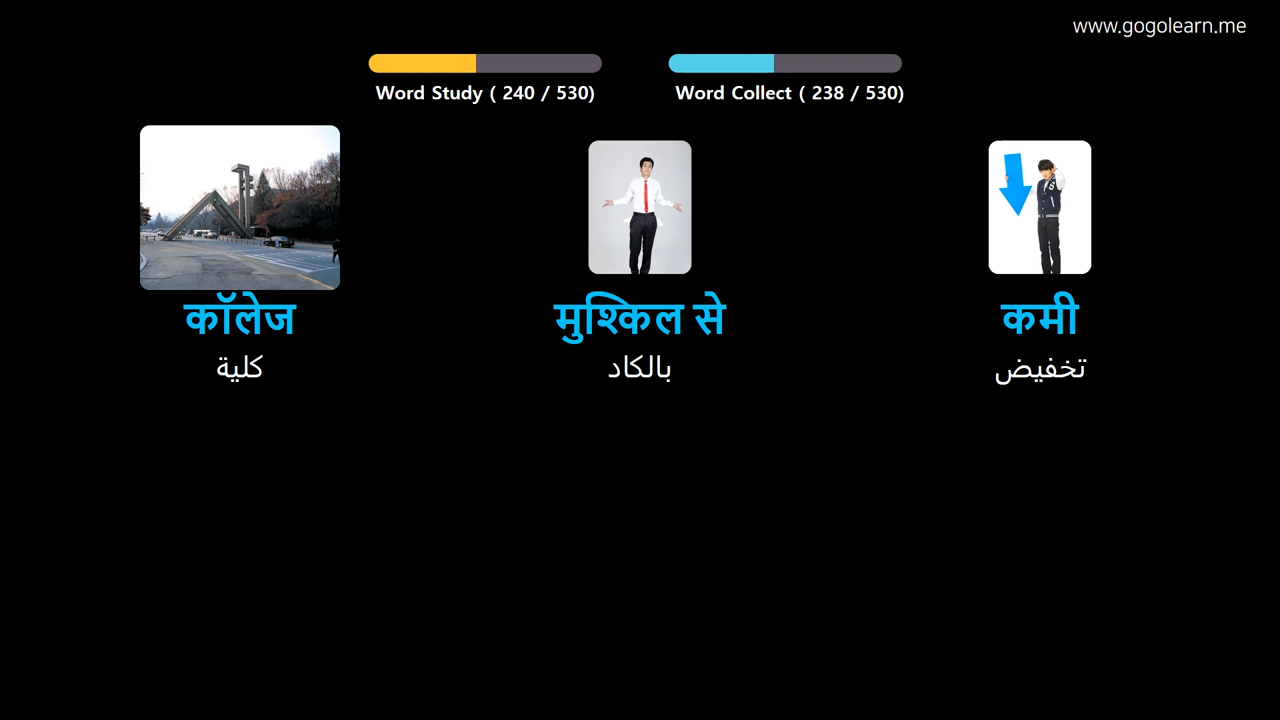 www.gogolearn.me
Word Study ( 240 / 530)
Word Collect ( 238 / 530)
कॉलेज
كلية
मुश्किल से
بالكاد
कमी
تخفيض